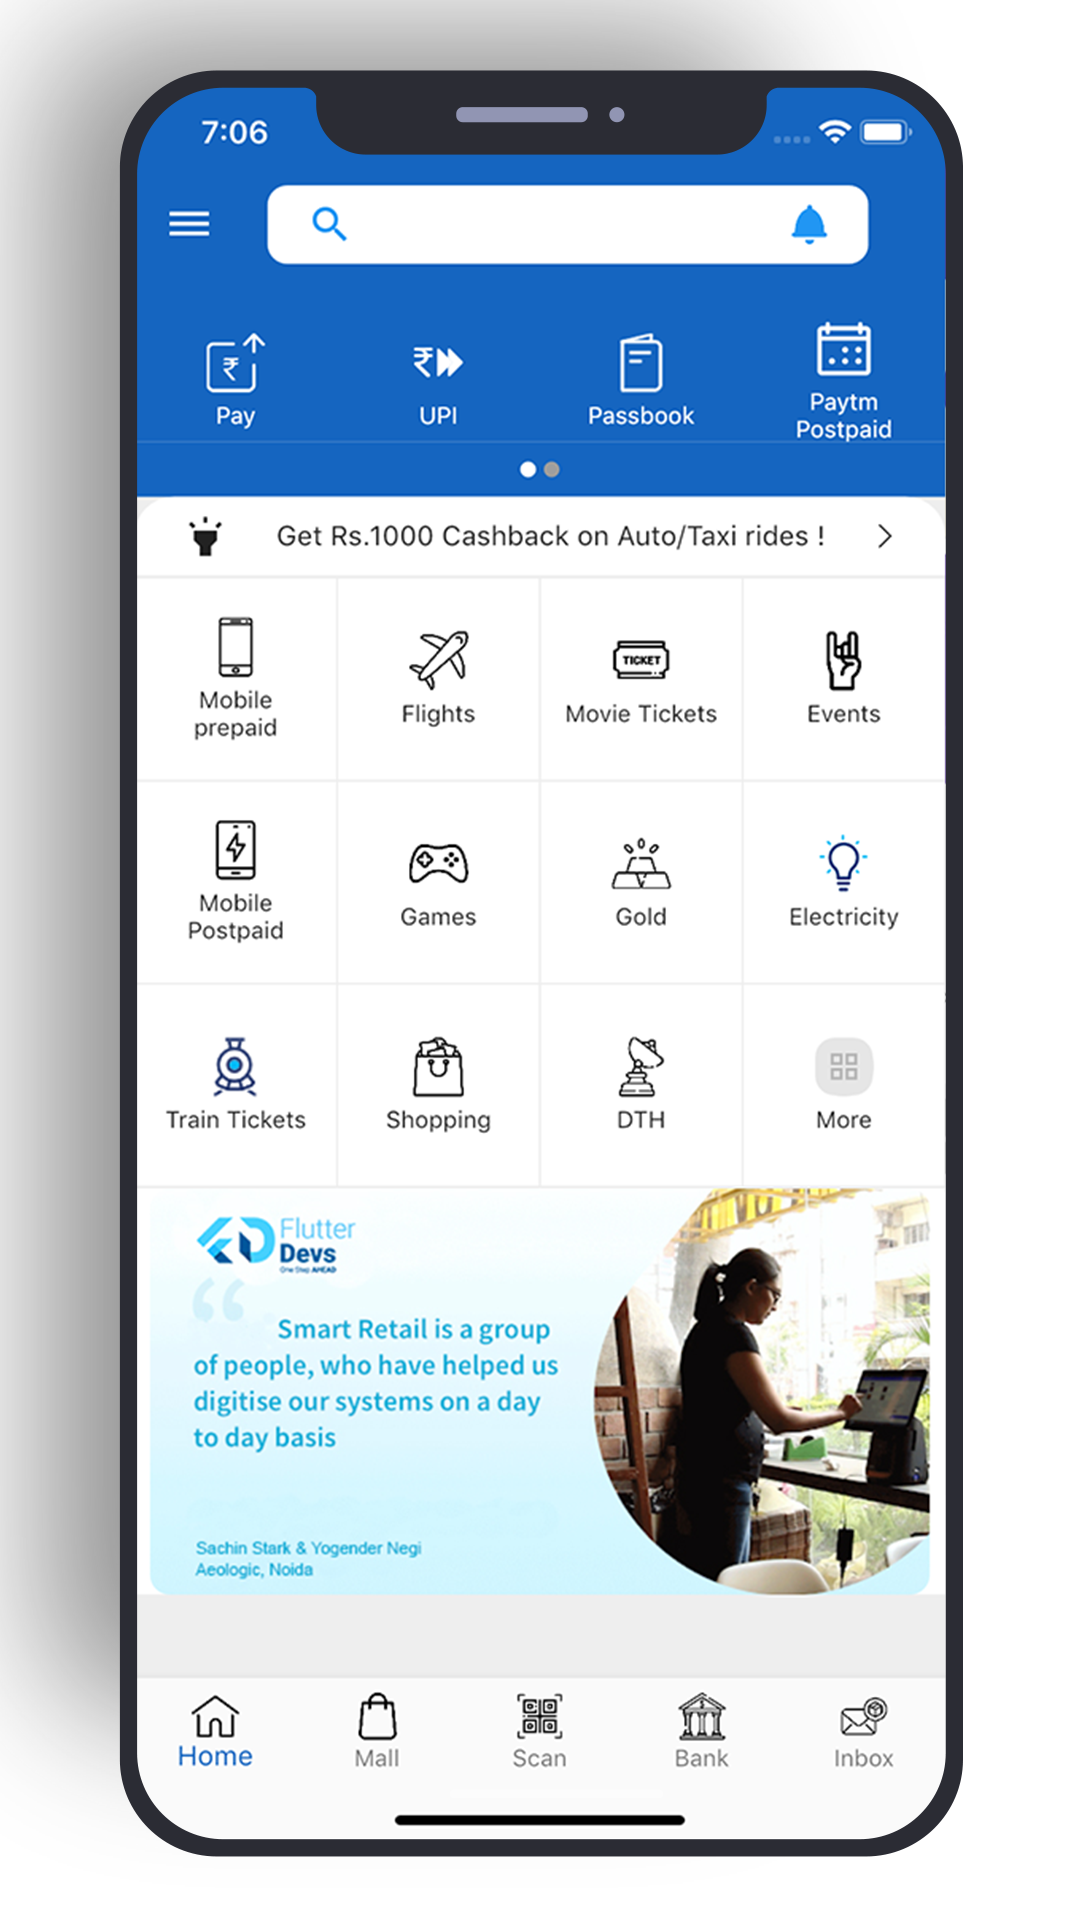 7:06
Pay
UPI
Passbook
Paytm
Postpaid
Get Rs.1000 Cashback on Auto/Taxi rides !
Mobile
prepaid
Flights
TICKET
Movie Tickets
Events
Mobile
Postpaid
Games
Gold
Electricity
Train Tickets
Shopping
DTH
More
Flutter
Devs
One Step AHEAD
“
Smart Retail is a group
of people, who have helped us
digitise our systems on a day
to day basis
Sachin Stark & Yogender Negi
Aeologic, Noida
Home
Mall
Scan
Bank
Inbox